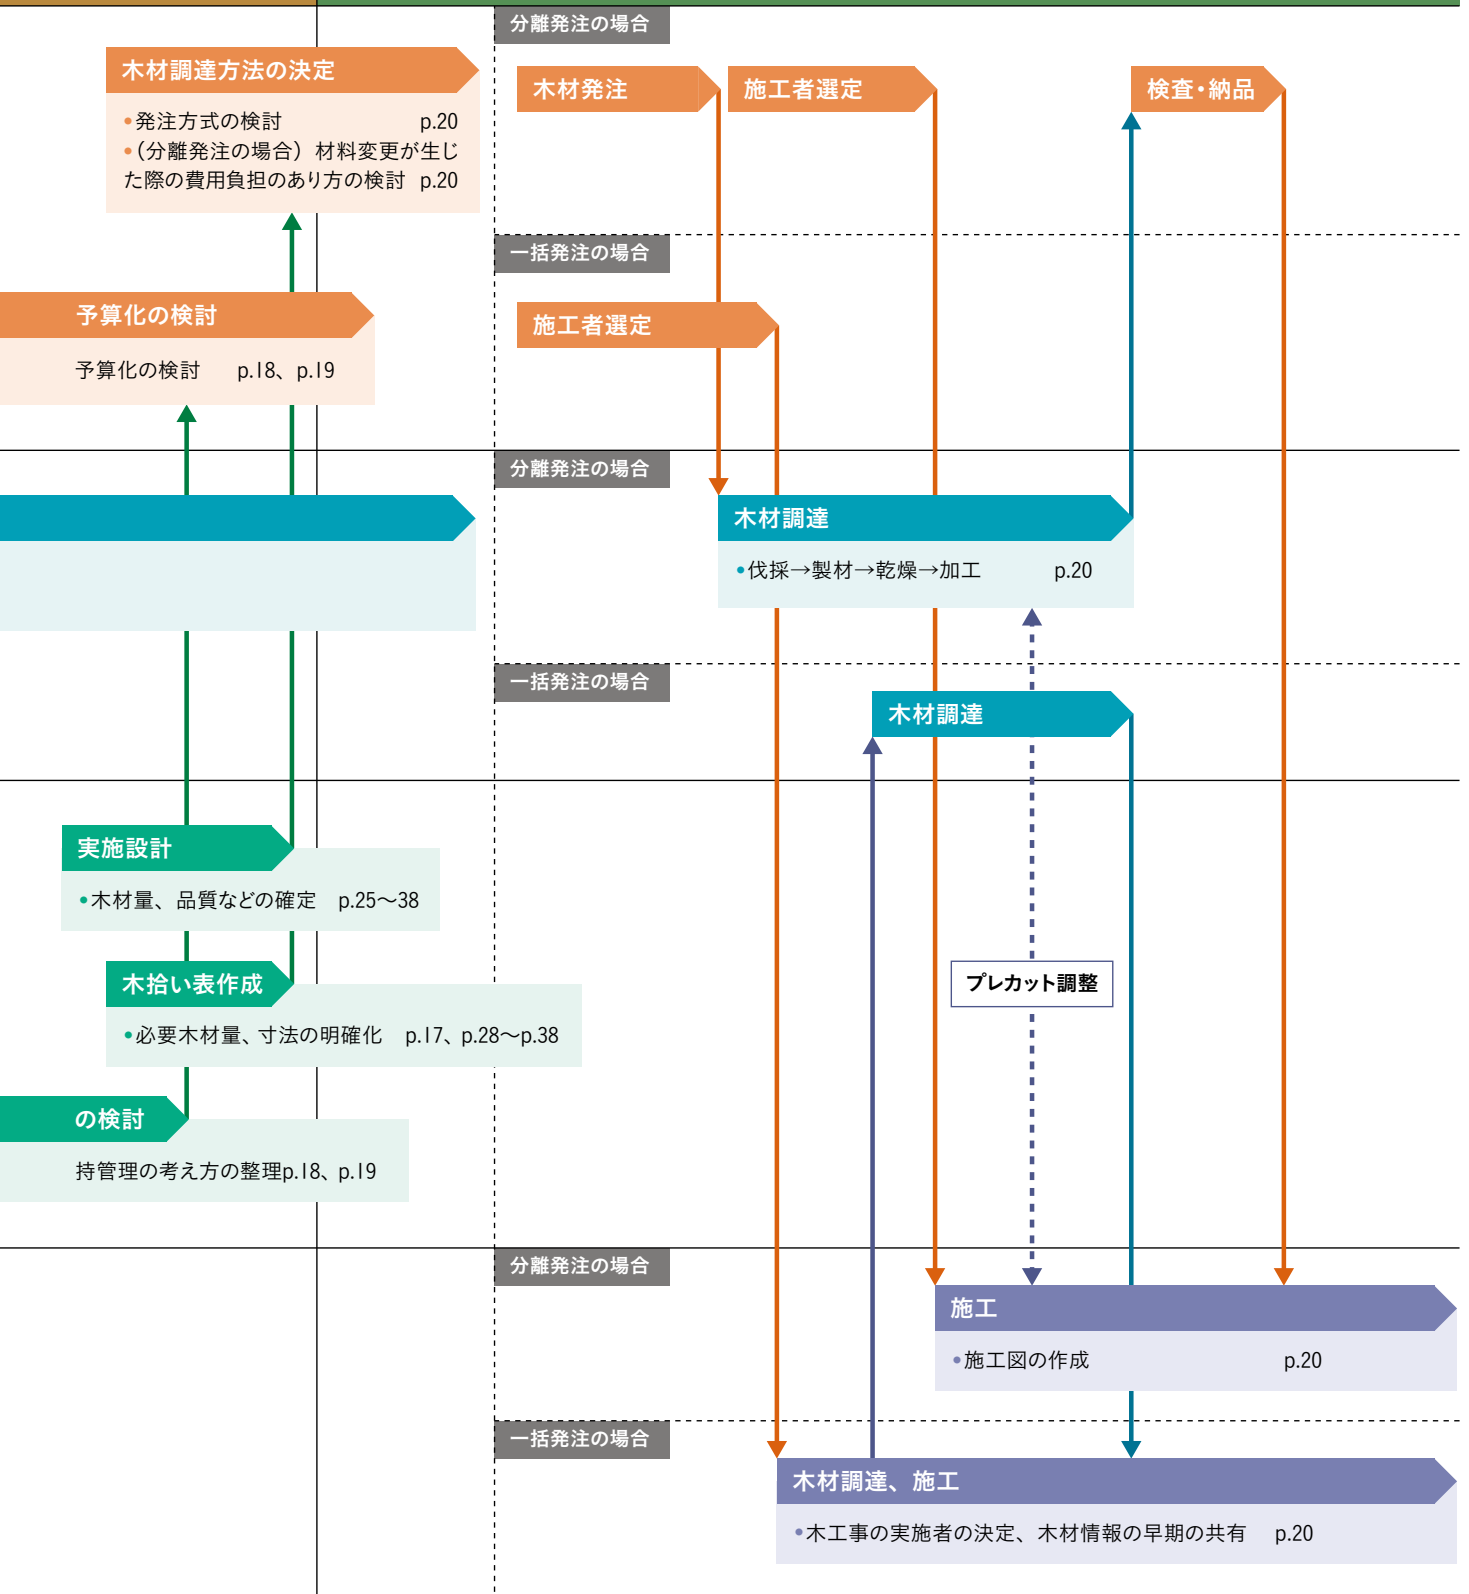 分離発注の場合
木材調達方法の決定
•発注方式の検討 p.20
•(分離発注の場合)材料変更が生じ
た際の費用負担のあり方の検討 p.20
木材発注
施工者選定
検査・納品
一括発注の場合
予算化の検討
予算化の検討 p.18、p.19
施工者選定
分離発注の場合
木材調達
•伐採→製材→乾燥→加工 p.20
一括発注の場合
木材調達
実施設計
•木材量、品質などの確定 p.25〜38
木拾い表作成
•必要木材量、寸法の明確化 p.17、p.28〜p.38
プレカット調整
の検討
持管理の考え方の整理p.18、p.19
分離発注の場合
施工
•施工図の作成 p.20
一括発注の場合
木材調達、施工
•木工事の実施者の決定、木材情報の早期の共有 p.20